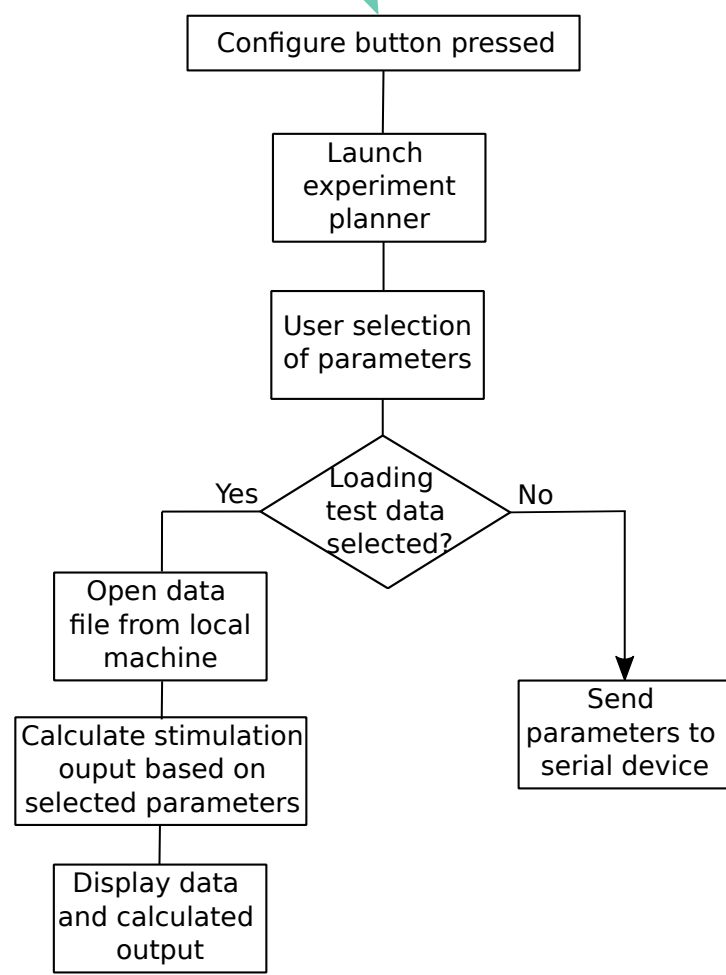 Configure button pressed
Launch
experiment
planner
User selection
of parameters
Loading
test data
selected?
Yes
No
Open data
file from local
machine
Send
parameters to
serial device
Calculate stimulation
ouput based on
selected parameters
Display data
and calculated
output